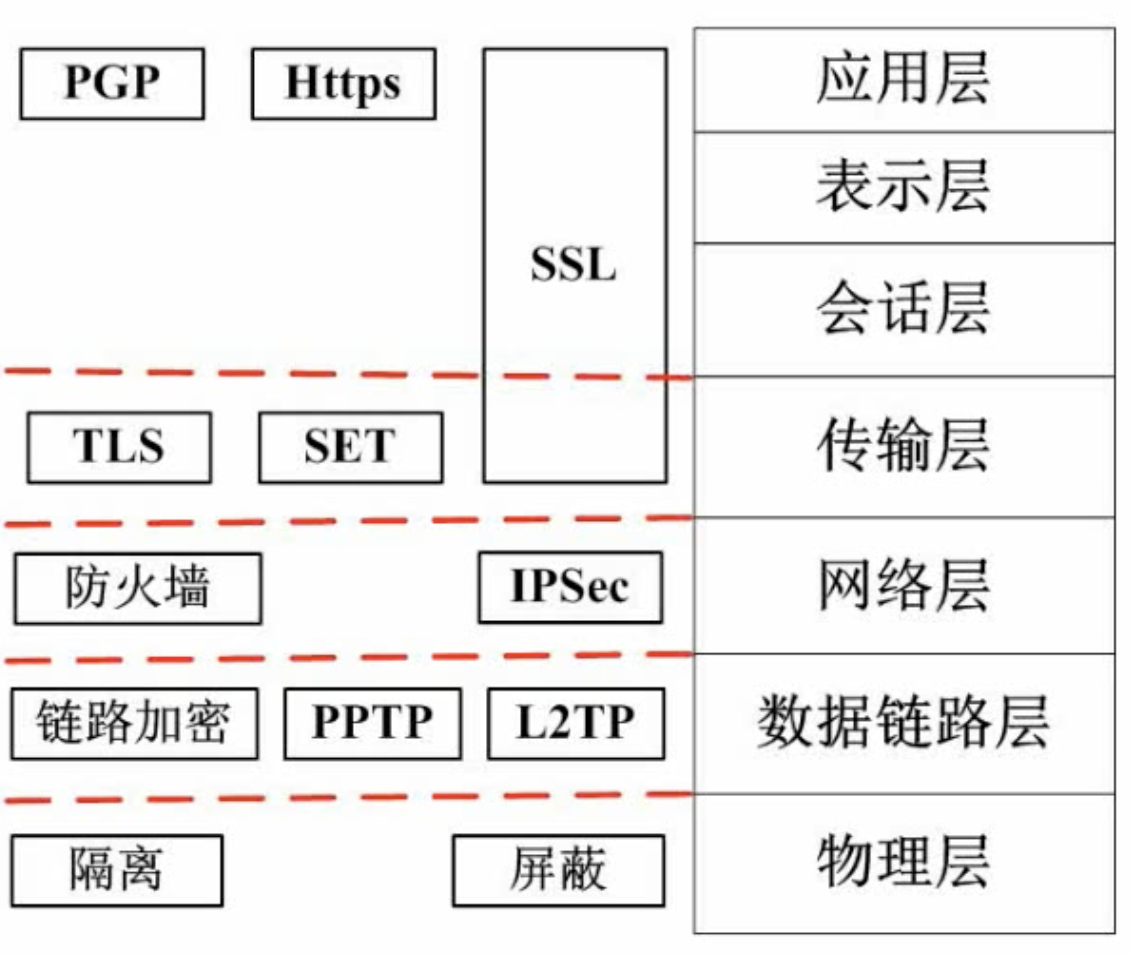 PGP
Https
应用层
表示层
SSL
会话层
TLS
SET
传输层
防火墙
IPSec
网络层
链路加密
PPTP
L2TP
数据链路层
隔离
屏蔽
物理层